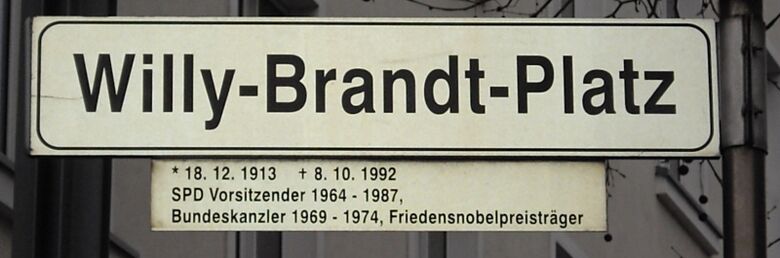 Willy-Brandt-Platz
* 18. 12. 1913 † 8. 10. 1992
SPD Vorsitzender 1964 - 1987,
Bundeskanzler 1969 - 1974, Friedensnobelpreisträger